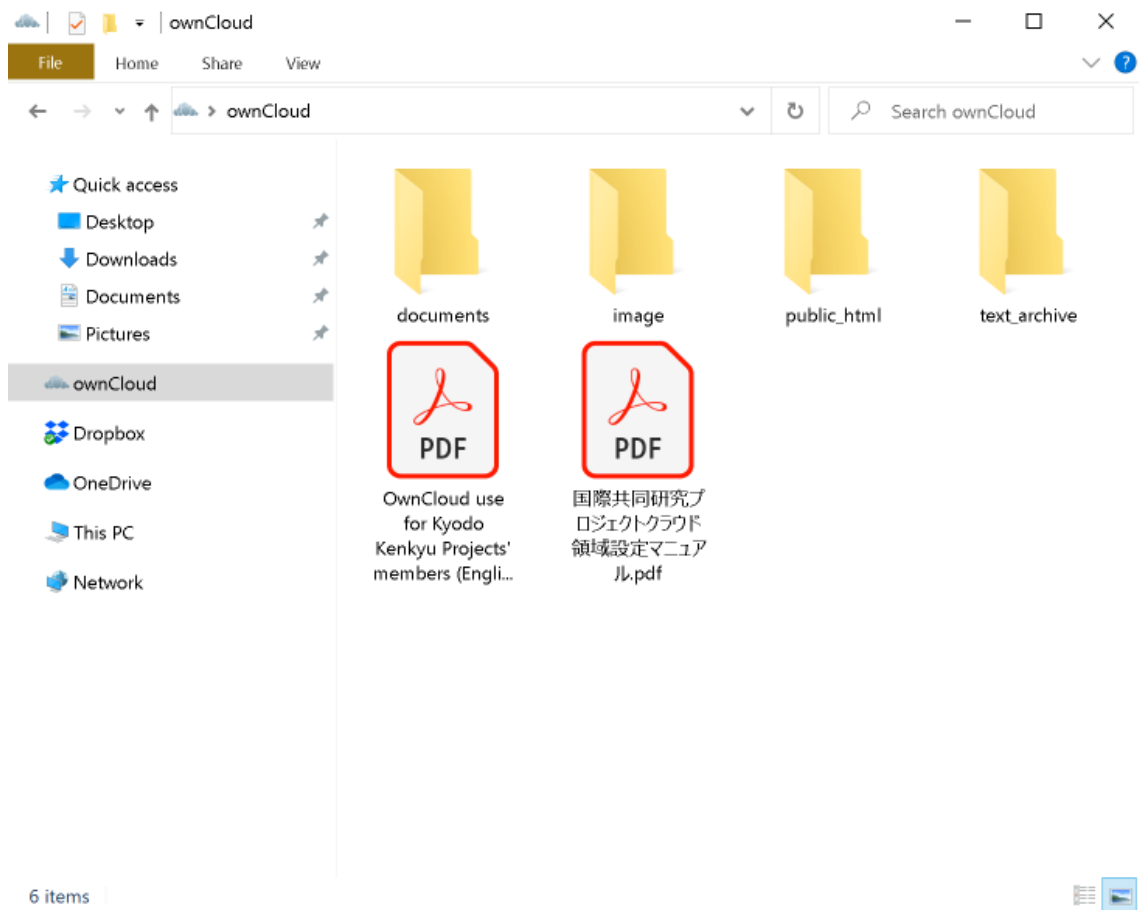 ownCloud
File Home Share View
ownCloud
Search ownCloud
Quick access
Desktop
Downloads
Documents
Pictures
ownCloud
Dropbox
OneDrive
This PC
Network
documents
image
public_html
text_archive
PDF
OwnCloud use
for Kyodo
Kenkyu Projects'
members (Engli...
PDF
国際共同研究プ
ロジェクトクラウド
領域設定マニュア
ル.pdf
6 items